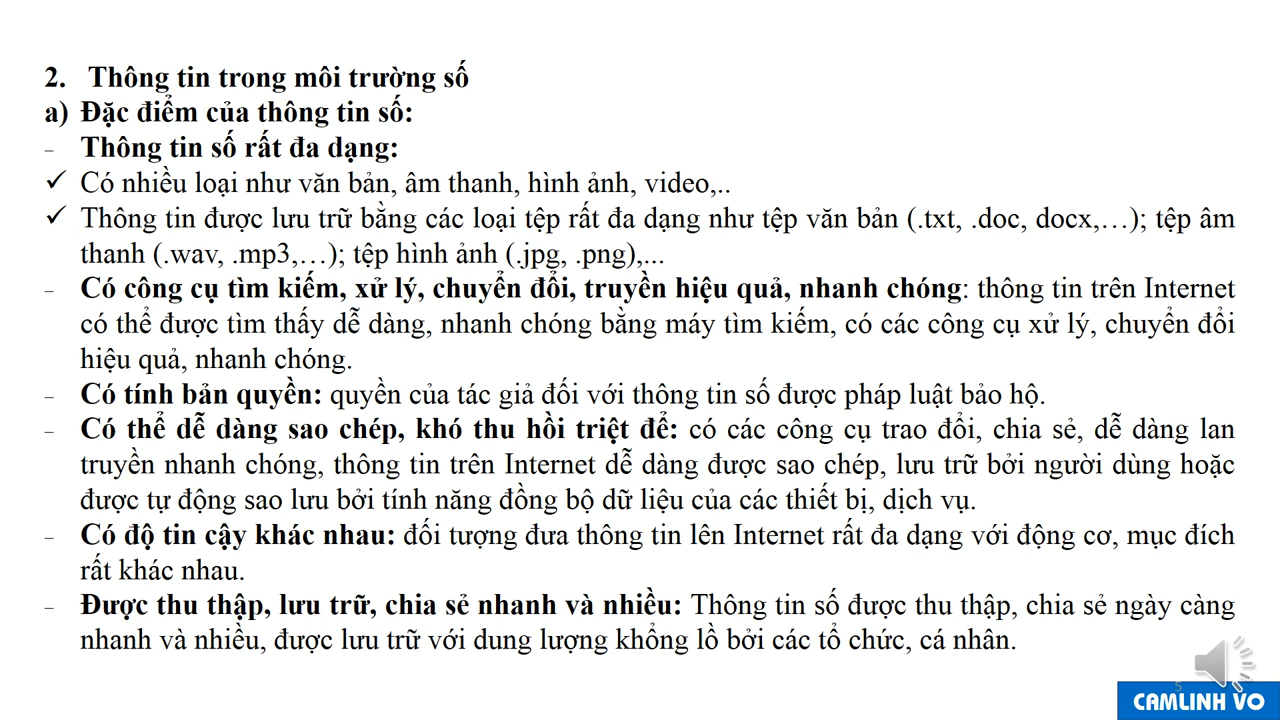 2. Thông tin trong môi trường số
a) Đặc điểm của thông tin số:
- Thông tin số rất đa dạng:
✓ Có nhiều loại như văn bản, âm thanh, hình ảnh, video,..
✓ Thông tin được lưu trữ bằng các loại tệp rất đa dạng như tệp văn bản (.txt, .doc, docx,…); tệp âm
thanh (.wav, .mp3,…); tệp hình ảnh (.jpg, .png),...
- Có công cụ tìm kiếm, xử lý, chuyển đổi, truyền hiệu quả, nhanh chóng: thông tin trên Internet
có thể được tìm thấy dễ dàng, nhanh chóng bằng máy tìm kiếm, có các công cụ xử lý, chuyển đổi
hiệu quả, nhanh chóng.
- Có tính bản quyền: quyền của tác giả đối với thông tin số được pháp luật bảo hộ.
- Có thể dễ dàng sao chép, khó thu hồi triệt để: có các công cụ trao đổi, chia sẻ, dễ dàng lan
truyền nhanh chóng, thông tin trên Internet dễ dàng được sao chép, lưu trữ bởi người dùng hoặc
được tự động sao lưu bởi tính năng đồng bộ dữ liệu của các thiết bị, dịch vụ.
- Có độ tin cậy khác nhau: đối tượng đưa thông tin lên Internet rất đa dạng với động cơ, mục đích
rất khác nhau.
- Được thu thập, lưu trữ, chia sẻ nhanh và nhiều: Thông tin số được thu thập, chia sẻ ngày càng
nhanh và nhiều, được lưu trữ với dung lượng khổng lồ bởi các tổ chức, cá nhân.
5
CAMLINH VO